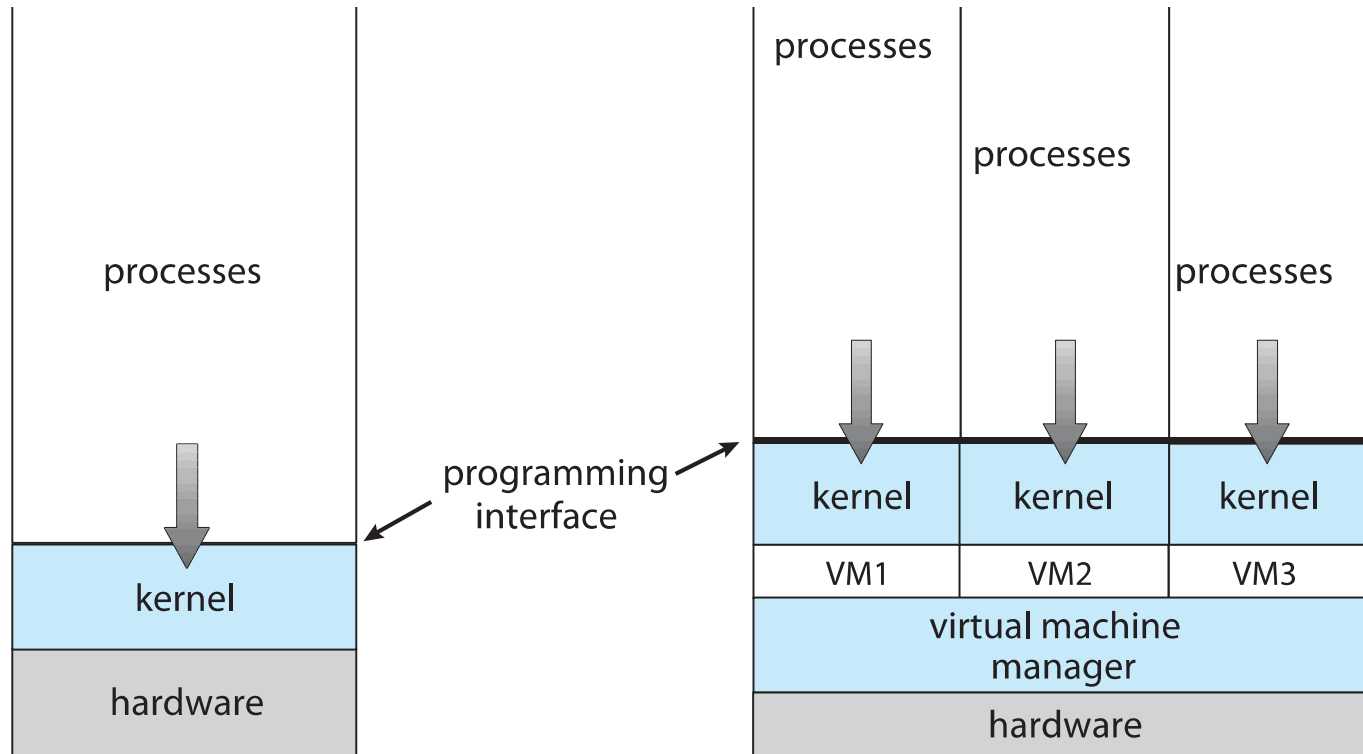 processes
kernel
hardware
programming
interface
processes
processes
processes
kernel
kernel
kernel
VM1
VM2
VM3
virtual machine
manager
hardware